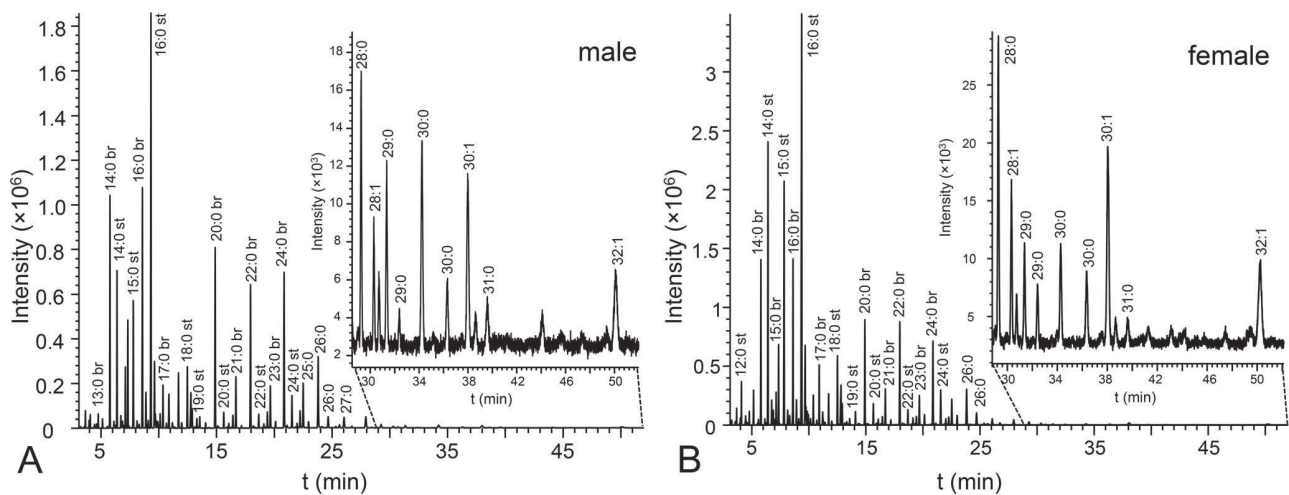 A
Intensity (×10⁶)
1.8
1.6
1.4
1.2
1.0
0.8
0.6
0.4
0.2
0
5
15
25
35
45
t (min)
13:0 br
14:0 br
14:0 st
15:0 st
16:0 br
16:0 st
17:0 br
18:0 st
19:0 st
20:0 br
20:0 st
21:0 br
22:0 br
22:0 st
23:0 br
24:0 br
24:0 st
25:0
26:0
26:0
27:0
male
Intensity (×10³)
18
16
14
12
10
8
6
4
2
30
34
38
42
46
50
t (min)
28:0
28:1
29:0
29:0
30:0
30:0
30:1
31:0
32:1
B
Intensity (×10⁶)
3
3.5
2.5
2
1.5
1
0.5
0
5
15
25
35
45
t (min)
12:0 st
14:0 br
14:0 st
15:0 br
15:0 st
16:0 br
16:0 st
17:0 br
18:0 st
19:0 st
20:0 br
20:0 st
21:0 br
22:0 br
22:0 st
23:0 br
24:0 br
24:0 st
26:0
26:0
female
Intensity (×10³)
25
20
15
10
5
30
34
38
42
46
50
t (min)
28:0
28:1
29:0
29:0
30:0
30:0
30:1
31:0
32:1